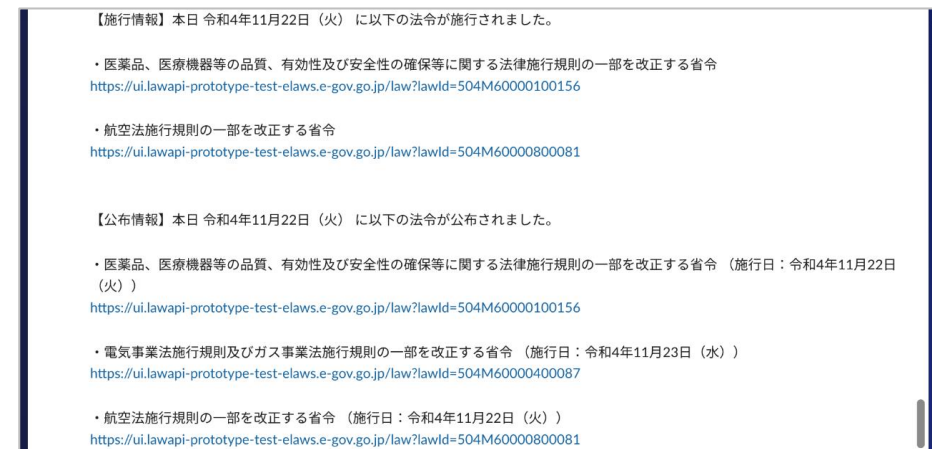 【施行情報】本日 令和4年11月22日（火） に以下の法令が施行されました。
・医薬品、医療機器等の品質、有効性及び安全性の確保等に関する法律施行規則の一部を改正する省令
https://ui.lawapi-prototype-test-elaws.e-gov.go.jp/law?lawId=504M60000100156
・航空法施行規則の一部を改正する省令
https://ui.lawapi-prototype-test-elaws.e-gov.go.jp/law?lawId=504M60000800081
【公布情報】本日 令和4年11月22日（火） に以下の法令が公布されました。
・医薬品、医療機器等の品質、有効性及び安全性の確保等に関する法律施行規則の一部を改正する省令 （施行日：令和4年11月22日
（火））
https://ui.lawapi-prototype-test-elaws.e-gov.go.jp/law?lawId=504M60000100156
・電気事業法施行規則及びガス事業法施行規則の一部を改正する省令 （施行日：令和4年11月23日（水））
https://ui.lawapi-prototype-test-elaws.e-gov.go.jp/law?lawId=504M60000400087
・航空法施行規則の一部を改正する省令 （施行日：令和4年11月22日（火））
https://ui.lawapi-prototype-test-elaws.e-gov.go.jp/law?lawId=504M60000800081